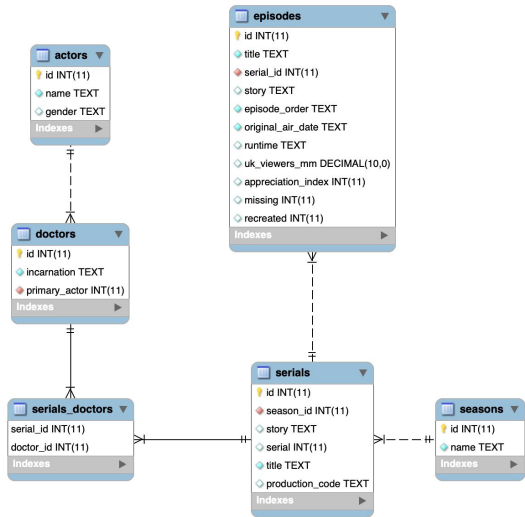 actors
id INT(11)
name TEXT
gender TEXT
Indexes
episodes
id INT(11)
title TEXT
serial_id INT(11)
story TEXT
episode_order TEXT
original_air_date TEXT
runtime TEXT
uk_viewers_mm DECIMAL(10,0)
appreciation_index INT(11)
missing INT(11)
recreated INT(11)
Indexes
doctors
id INT(11)
incarnation TEXT
primary_actor INT(11)
Indexes
serials_doctors
serial_id INT(11)
doctor_id INT(11)
Indexes
serials
id INT(11)
season_id INT(11)
story TEXT
serial INT(11)
title TEXT
production_code TEXT
Indexes
seasons
id INT(11)
name TEXT
Indexes